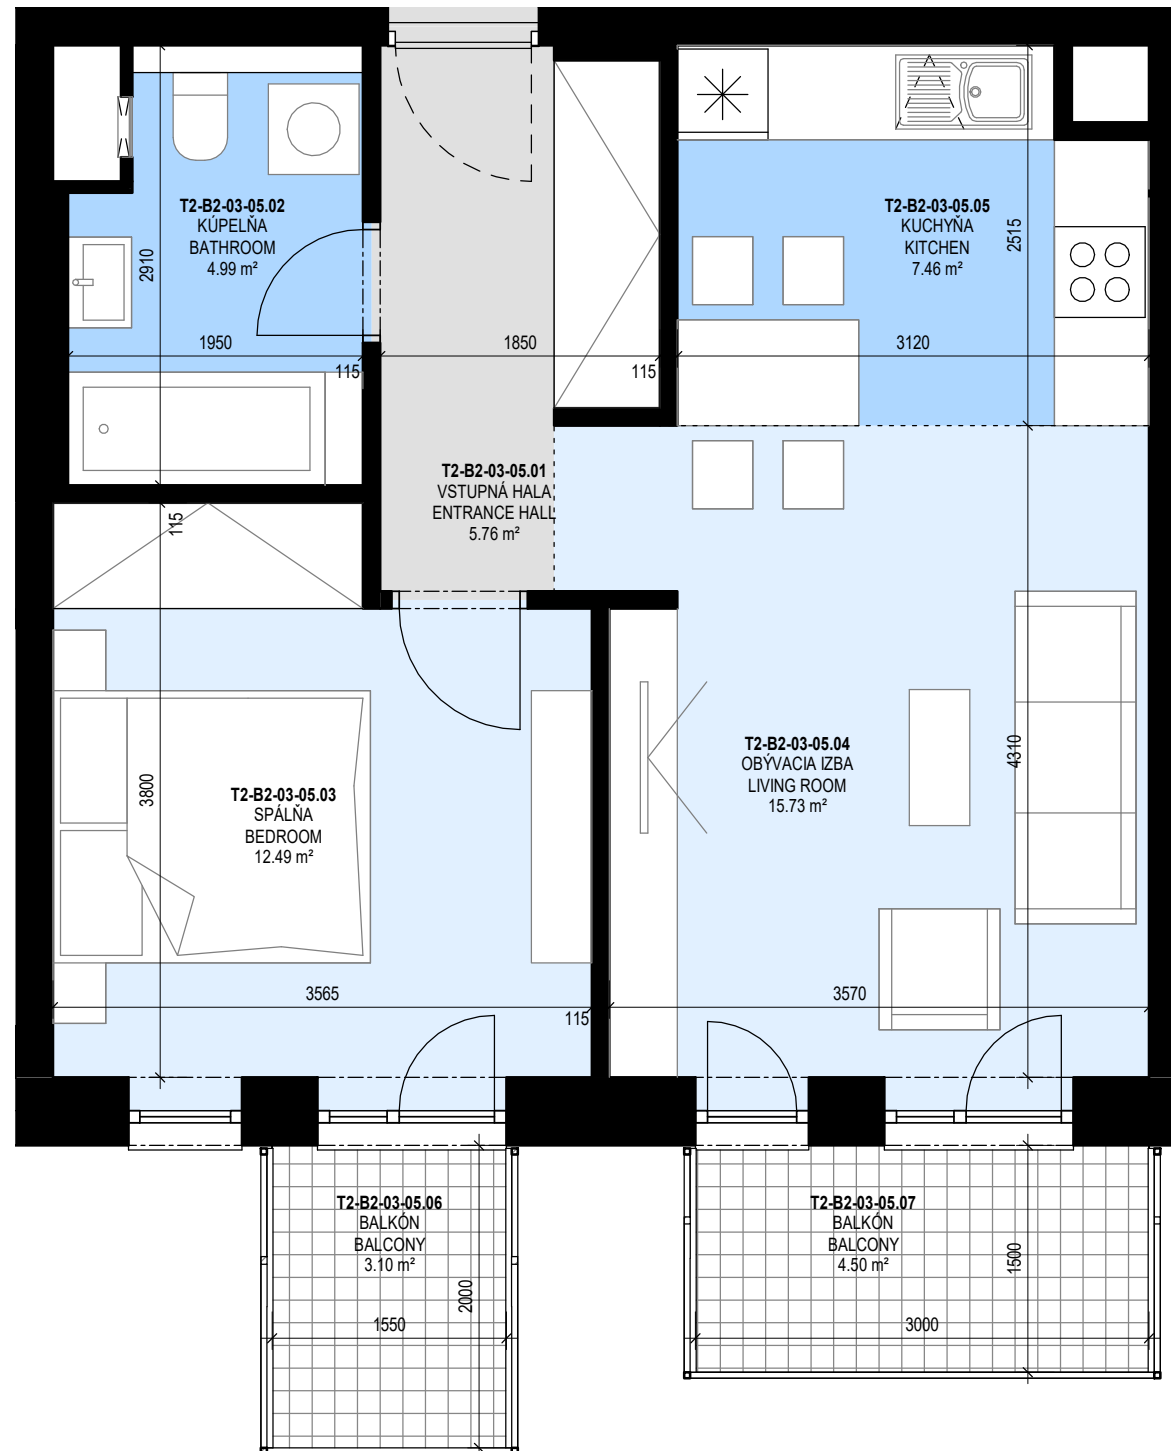 T2-B2-03-05.02
KÚPELŇA
BATHROOM
4.99 m²
2910
1950
115
T2-B2-03-05.05
KUCHYŇA
KITCHEN
7.46 m²
2515
1850
115
3120
T2-B2-03-05.01
VSTUPNÁ HALA
ENTRANCE HALL
5.76 m²
115
T2-B2-03-05.03
SPÁLŇA
BEDROOM
12.49 m²
3800
3565
115
T2-B2-03-05.04
OBÝVACIA IZBA
LIVING ROOM
15.73 m²
4310
3570
T2-B2-03-05.06
BALKÓN
BALCONY
3.10 m²
2000
1550
T2-B2-03-05.07
BALKÓN
BALCONY
4.50 m²
1500
3000